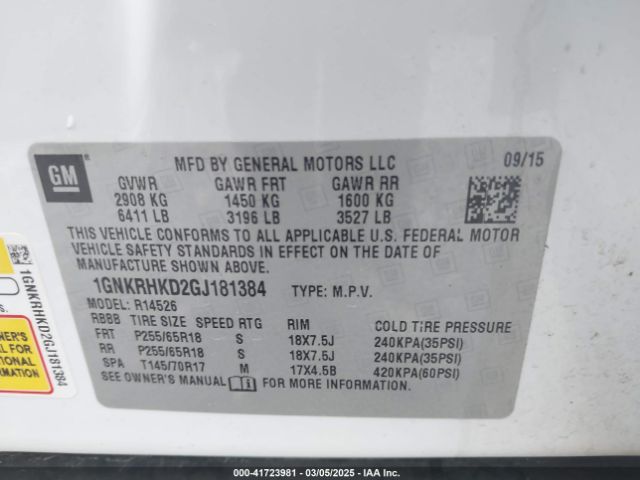 GM
®
MFD BY GENERAL MOTORS LLC 09/15
GVWR GAWR FRT GAWR RR
2908 KG 1450 KG 1600 KG
6411 LB 3196 LB 3527 LB
THIS VEHICLE CONFORMS TO ALL APPLICABLE U.S. FEDERAL MOTOR
VEHICLE SAFETY STANDARDS IN EFFECT ON THE DATE OF
MANUFACTURE SHOWN ABOVE.
1GNKRHKD2GJ181384 TYPE: M.P.V.
MODEL: R14526
RBBB TIRE SIZE SPEED RTG RIM COLD TIRE PRESSURE
FRT P255/65R18 S 18X7.5J 240KPA(35PSI)
RR P255/65R18 S 18X7.5J 240KPA(35PSI)
SPA T145/70R17 M 17X4.5B 420KPA(60PSI)
SEE OWNER'S MANUAL FOR MORE INFORMATION.
1GNKRHKD2GJ181384
OWNER'S
AL FOR
MORE
MATION.
000-41723981 - 03/05/2025 - IAA, Inc.